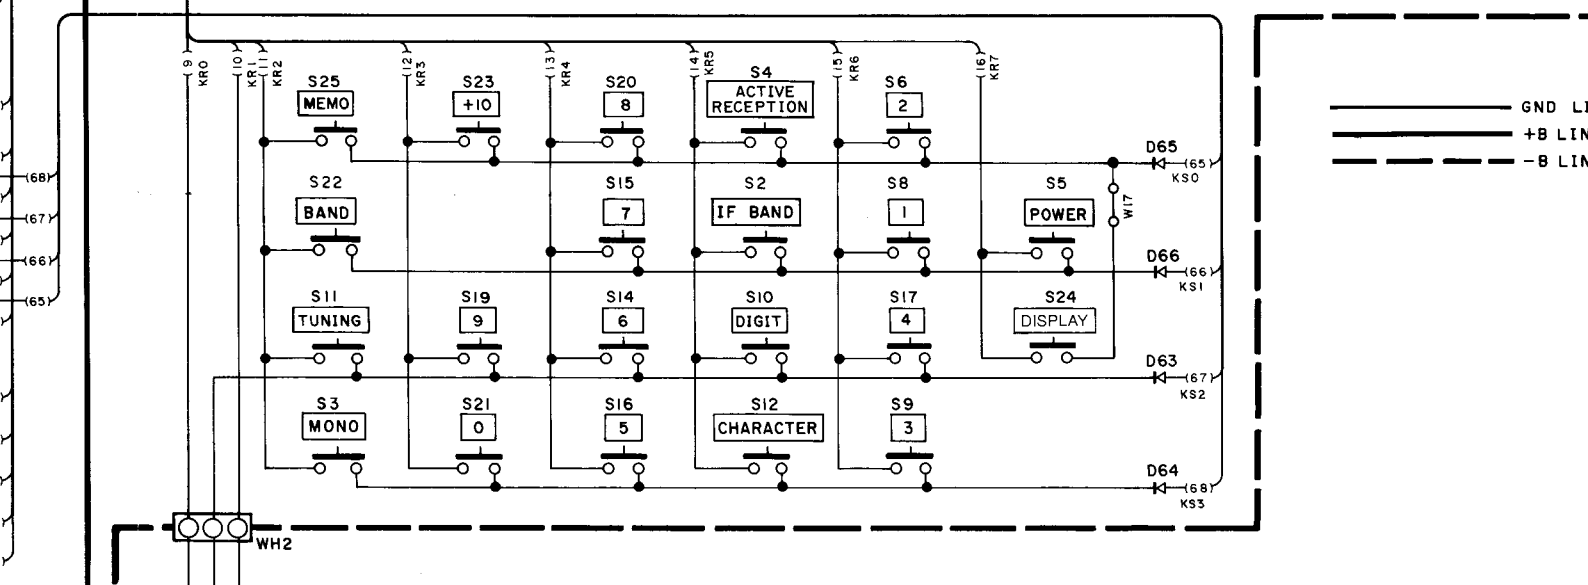 9 KR0
10 KR1
11 KR2
12 KR3
13 KR4
14 KR5
15 KR6
16 KR7
S25
MEMO
S23
+10
S20
8
S4
ACTIVE
RECEPTION
S6
2
D65
(65)
KS0
W17
GND LI
+B LIN
-B LIN
(68)
(67)
(66)
(65)
S22
BAND
S15
7
S2
IF BAND
S8
1
S5
POWER
D66
(66)
KS1
S11
TUNING
S19
9
S14
6
S10
DIGIT
S17
4
S24
DISPLAY
D63
(67)
KS2
S3
MONO
S21
0
S16
5
S12
CHARACTER
S9
3
D64
(68)
KS3
WH2